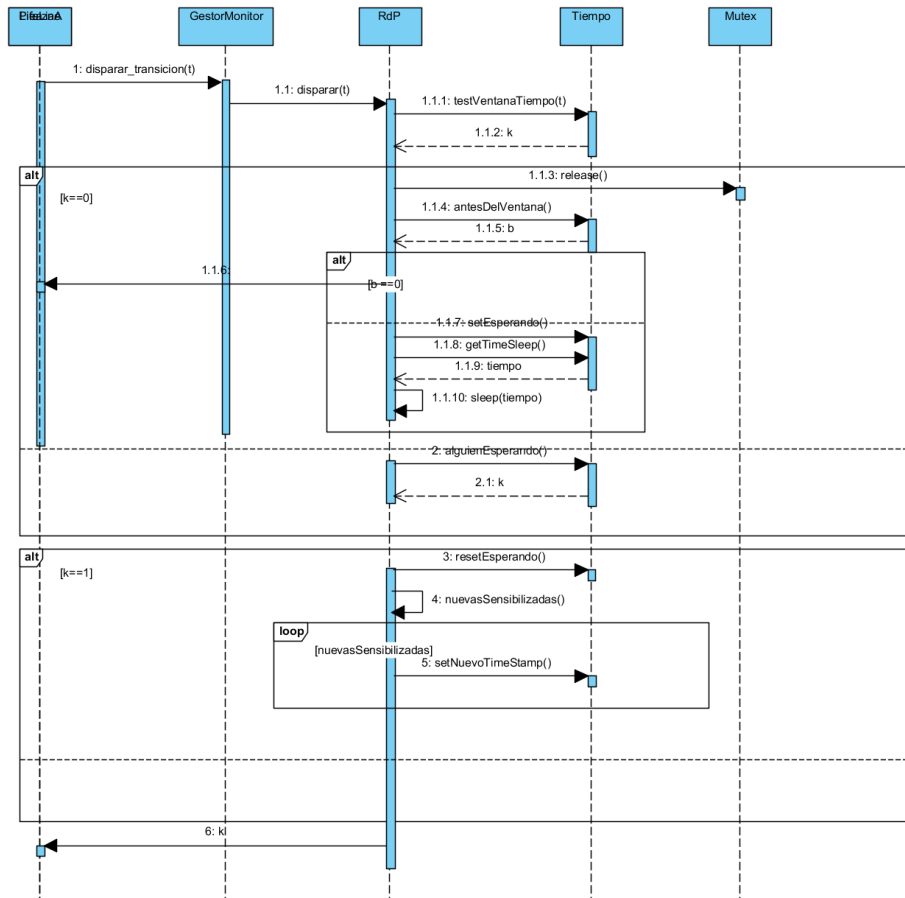 GestorMonitor
RdP
Tiempo
Mutex
1: disparar_transicion(t)
1.1: disparar(t)
1.1.1: testVentanaTiempo(t)
1.1.2: k
alt
[k==0]
1.1.3: release()
1.1.4: antesDelVentana()
1.1.5: b
alt
1.1.6:
[b==0]
1.1.7: setEsperando()
1.1.8: getTimeSleep()
1.1.9: tiempo
1.1.10: sleep(tiempo)
2: alguienEsperando()
2.1: k
alt
[k==1]
3: resetEsperando()
4: nuevasSensibilizadas()
loop
[nuevasSensibilizadas]
5: setNuevoTimeStamp()
6: k